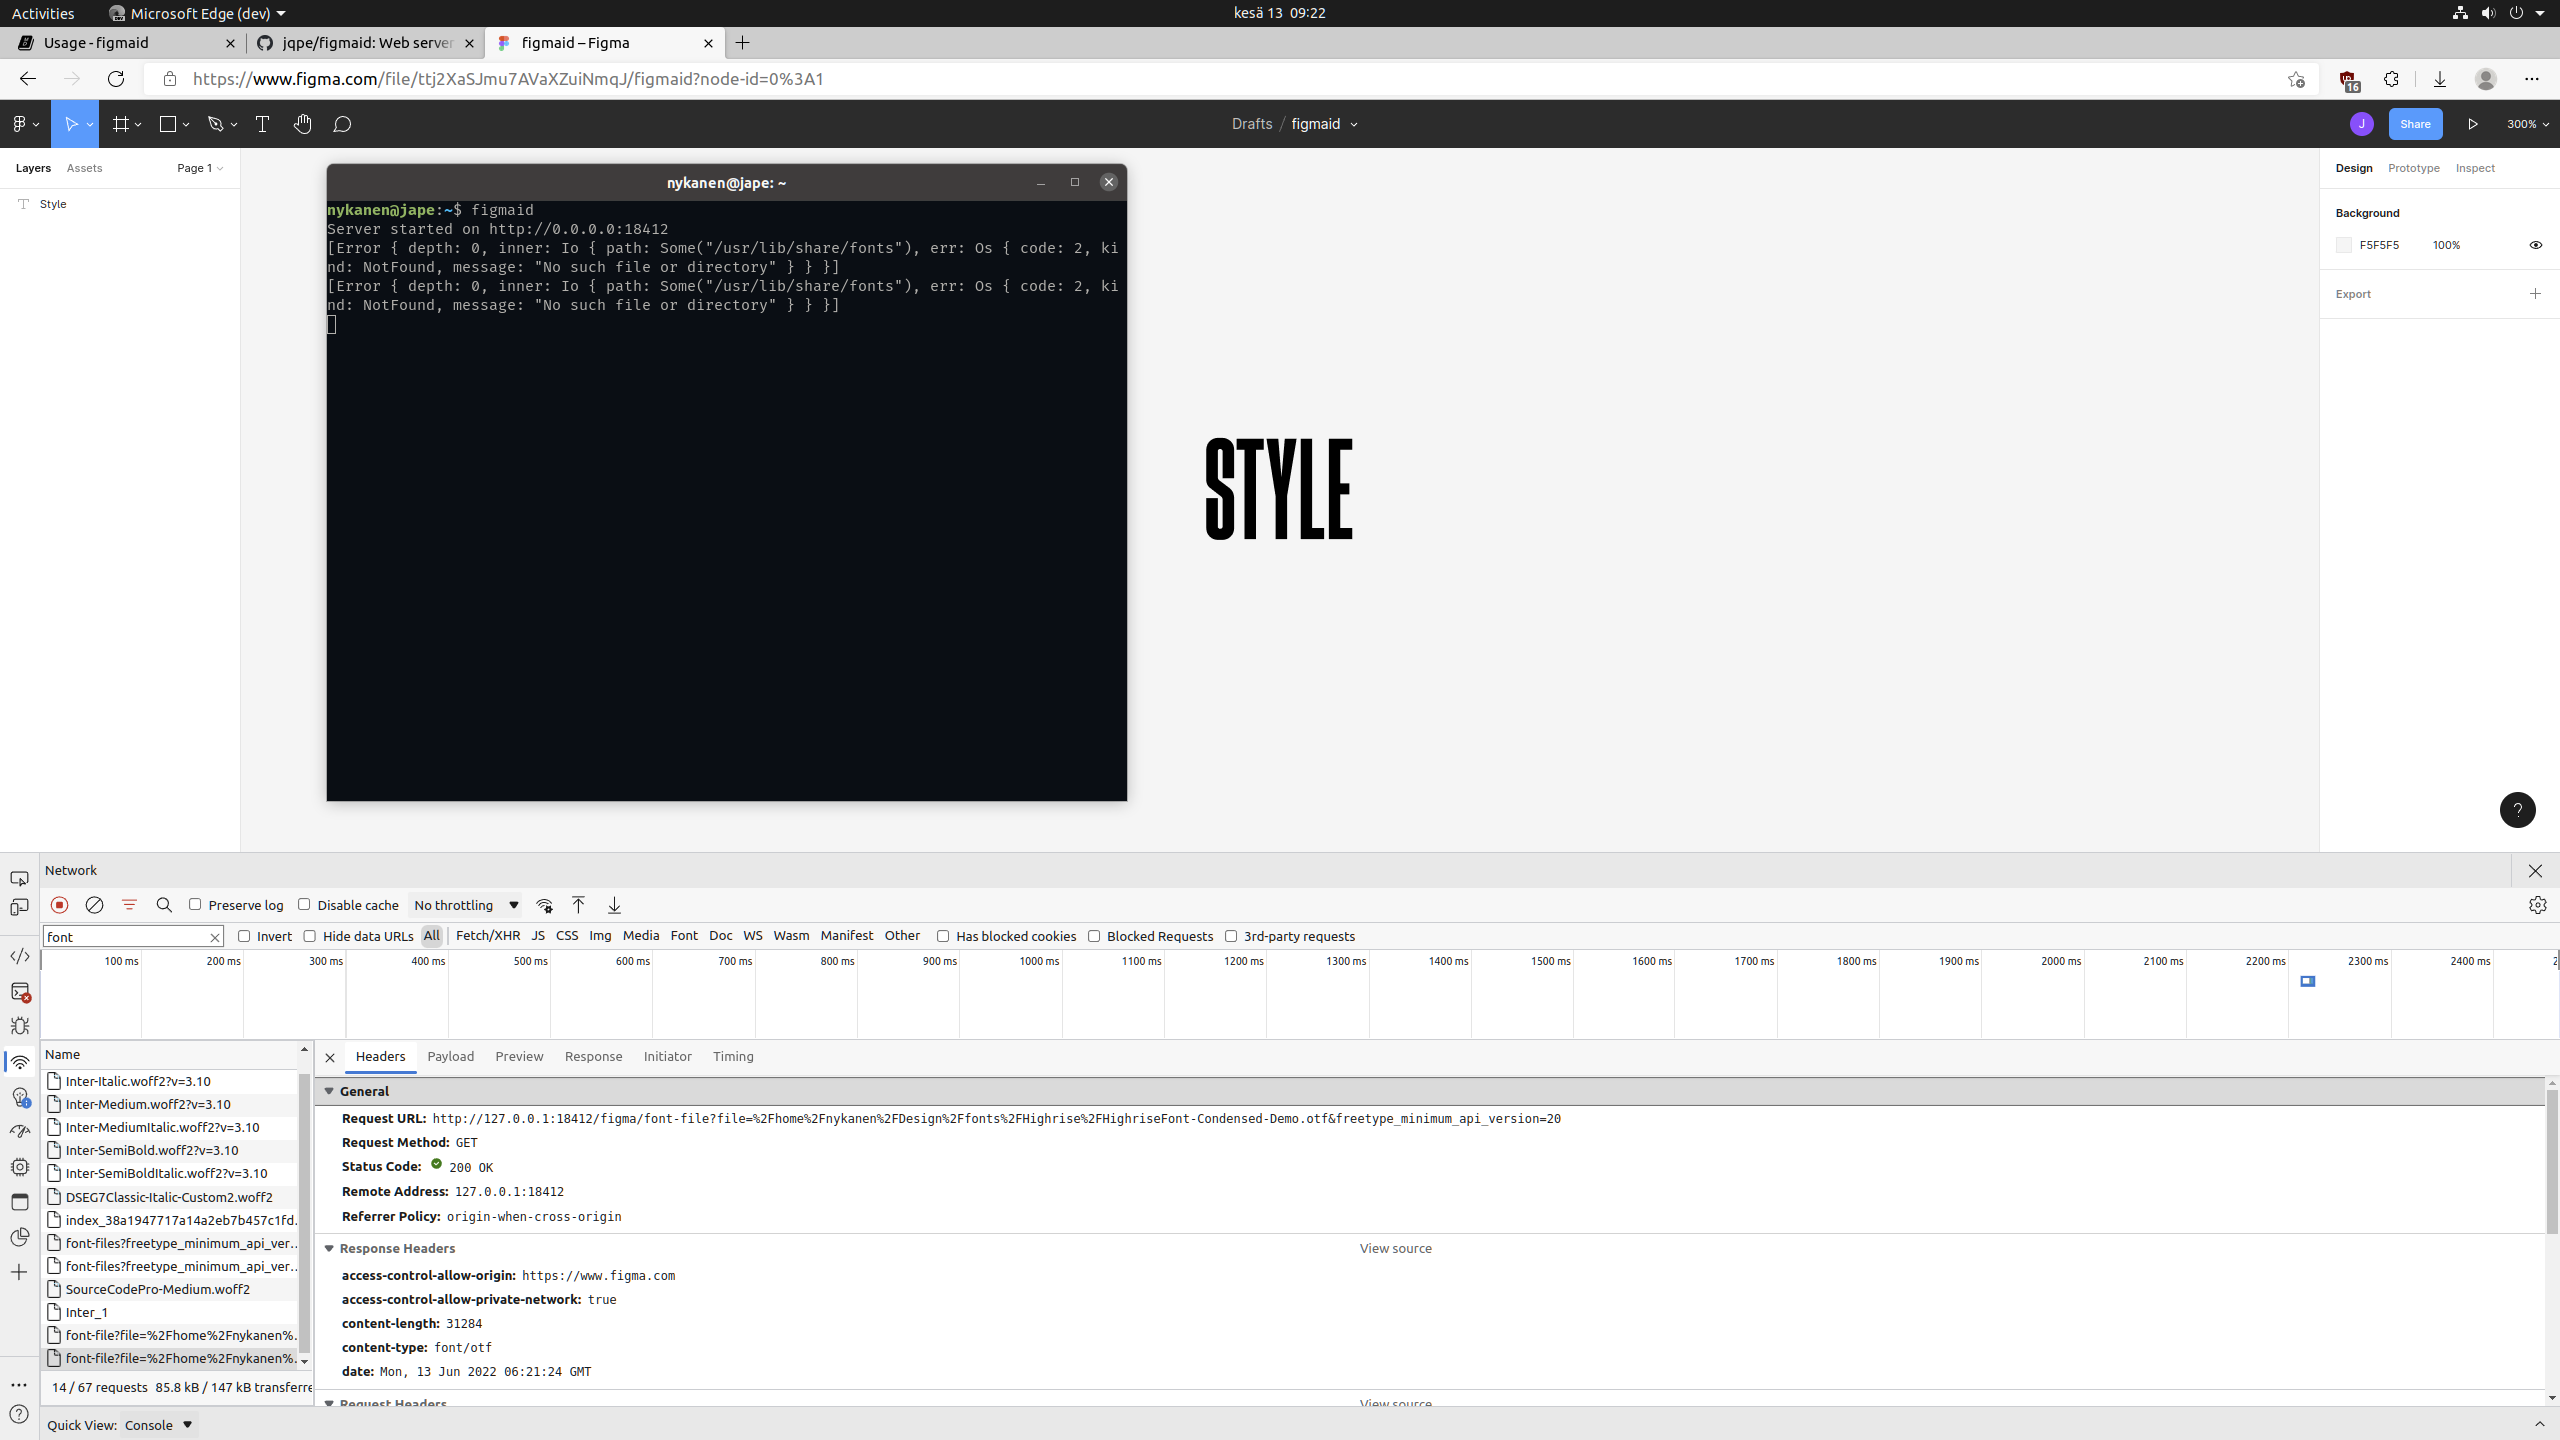 Activities
Microsoft Edge (dev)
kesä 13 09:22
Usage - figmaid
jqpe/figmaid: Web server
figmaid – Figma
https://www.figma.com/file/ttj2XaSJmu7AVaXZuiNmqJ/figmaid?node-id=0%3A1
16
Drafts / figmaid
J
Share
300%
Layers
Assets
Page 1
Style
Design
Prototype
Inspect
Background
F5F5F5
100%
Export
nykanen@jape: ~
nykanen@jape:~$ figmaid
Server started on http://0.0.0.0:18412
[Error { depth: 0, inner: Io { path: Some("/usr/lib/share/fonts"), err: Os { code: 2, ki
nd: NotFound, message: "No such file or directory" } } }]
[Error { depth: 0, inner: Io { path: Some("/usr/lib/share/fonts"), err: Os { code: 2, ki
nd: NotFound, message: "No such file or directory" } } }]
STYLE
?
Network
Preserve log
Disable cache
No throttling
font
Invert
Hide data URLs
All
Fetch/XHR
JS
CSS
Img
Media
Font
Doc
WS
Wasm
Manifest
Other
Has blocked cookies
Blocked Requests
3rd-party requests
100 ms
200 ms
300 ms
400 ms
500 ms
600 ms
700 ms
800 ms
900 ms
1000 ms
1100 ms
1200 ms
1300 ms
1400 ms
1500 ms
1600 ms
1700 ms
1800 ms
1900 ms
2000 ms
2100 ms
2200 ms
2300 ms
2400 ms
Name
Inter-Italic.woff2?v=3.10
Inter-Medium.woff2?v=3.10
Inter-MediumItalic.woff2?v=3.10
Inter-SemiBold.woff2?v=3.10
Inter-SemiBoldItalic.woff2?v=3.10
DSEG7Classic-Italic-Custom2.woff2
index_38a1947717a14a2eb7b457c1fd...
font-files?freetype_minimum_api_ver...
font-files?freetype_minimum_api_ver...
SourceCodePro-Medium.woff2
Inter_1
font-file?file=%2Fhome%2Fnykanen%...
font-file?file=%2Fhome%2Fnykanen%...
14 / 67 requests 85.8 kB / 147 kB transferre
Headers
Payload
Preview
Response
Initiator
Timing
General
Request URL: http://127.0.0.1:18412/figma/font-file?file=%2Fhome%2Fnykanen%2FDesign%2Ffonts%2FHighrise%2FHighriseFont-Condensed-Demo.otf&freetype_minimum_api_version=20
Request Method: GET
Status Code: 200 OK
Remote Address: 127.0.0.1:18412
Referrer Policy: origin-when-cross-origin
Response Headers
View source
access-control-allow-origin: https://www.figma.com
access-control-allow-private-network: true
content-length: 31284
content-type: font/otf
date: Mon, 13 Jun 2022 06:21:24 GMT
Request Headers
View source
Quick View: Console